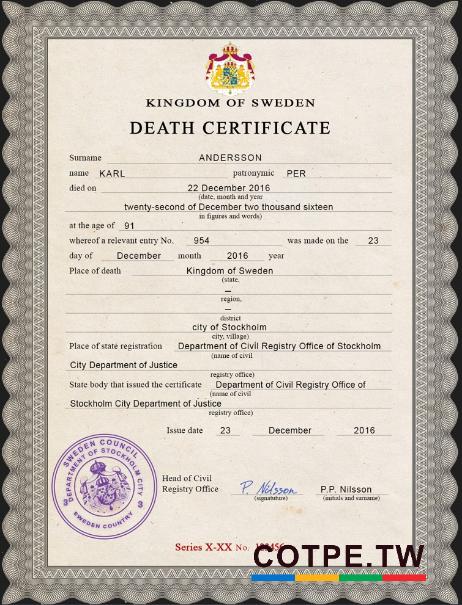 KINGDOM OF SWEDEN
DEATH CERTIFICATE
Surname ANDERSSON
name KARL patronymic PER
died on 22 December 2016
(date, month and year
twenty-second of December two thousand sixteen
in figures and words)
at the age of 91
whereof a relevant entry No. 954 was made on the 23
day of December month 2016 year
Place of death Kingdom of Sweden
(state,
–
region,
–
district
city of Stockholm
city, village)
Place of state registration Department of Civil Registry Office of Stockholm
(name of civil
City Department of Justice
registry office)
State body that issued the certificate Department of Civil Registry Office of
(name of civil
Stockholm City Department of Justice
registry office)
Issue date 23 December 2016
SWEDEN COUNCIL
DEPARTMENT OF STOCKHOLM CITY
SWEDEN COUNTRY
Head of Civil
Registry Office P. Nilsson P.P. Nilsson
(signatuture) (initials and surname)
Series X-XX No.
COTPE.TW